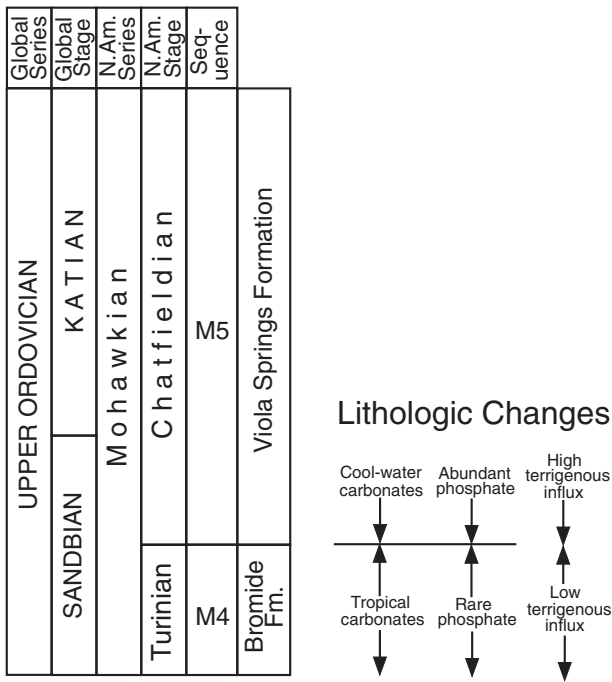 Global
Series
Global
Stage
N.Am.
Series
N.Am.
Stage
Seq-
uence
UPPER ORDOVICIAN
KATIAN
SANDBIAN
Mohawkian
Chatfieldian
Turinian
M5
M4
Viola Springs Formation
Bromide
Fm.
Lithologic Changes
Cool-water
carbonates
Abundant
phosphate
High
terrigenous
influx
Tropical
carbonates
Rare
phosphate
Low
terrigenous
influx